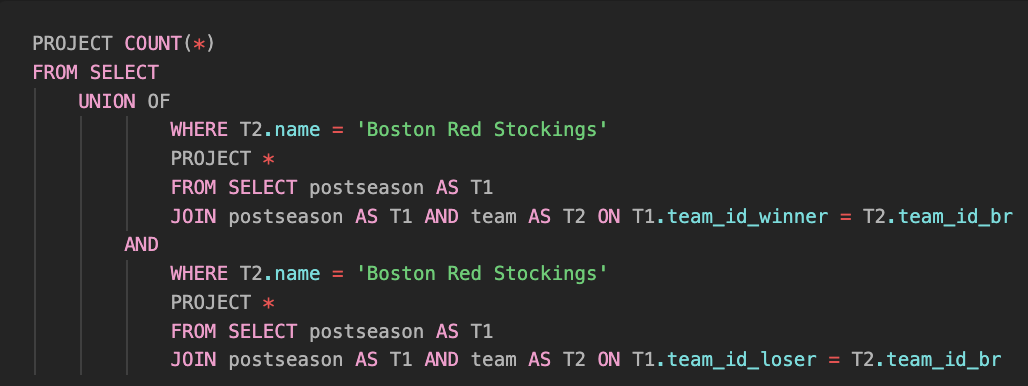 PROJECT COUNT(*)
FROM SELECT
UNION OF
WHERE T2.name = 'Boston Red Stockings'
PROJECT *
FROM SELECT postseason AS T1
JOIN postseason AS T1 AND team AS T2 ON T1.team_id_winner = T2.team_id_br
AND
WHERE T2.name = 'Boston Red Stockings'
PROJECT *
FROM SELECT postseason AS T1
JOIN postseason AS T1 AND team AS T2 ON T1.team_id_loser = T2.team_id_br